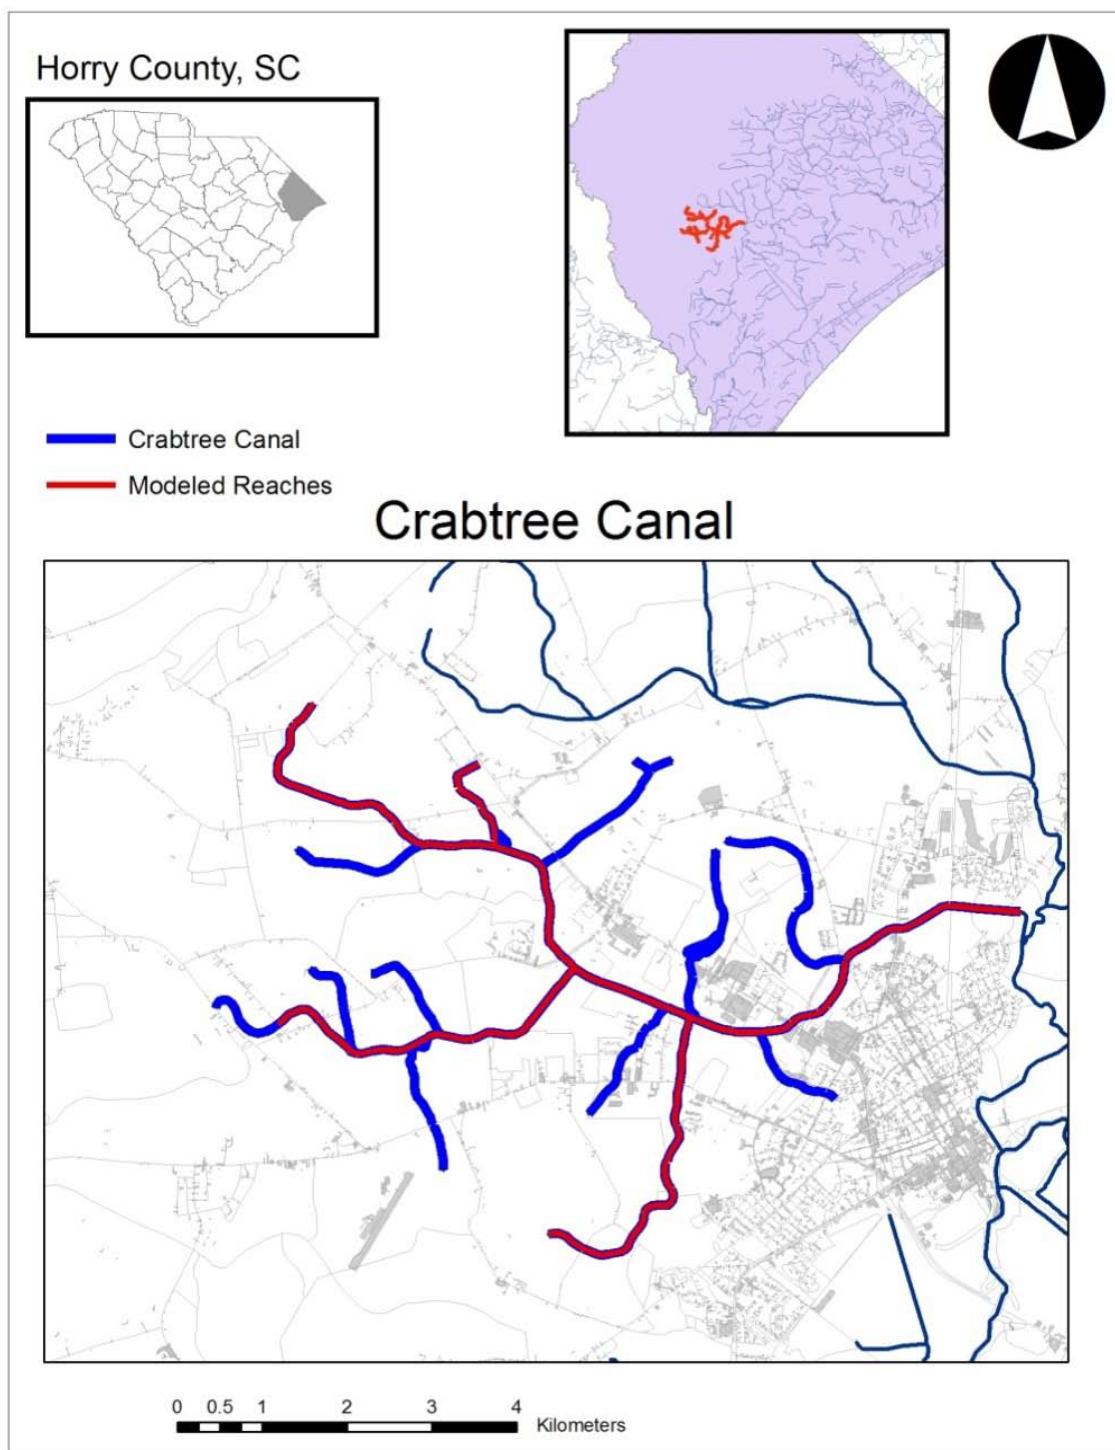 Horry County, SC
Crabtree Canal
Modeled Reaches
Crabtree Canal
0 0.5 1 2 3 4
Kilometers